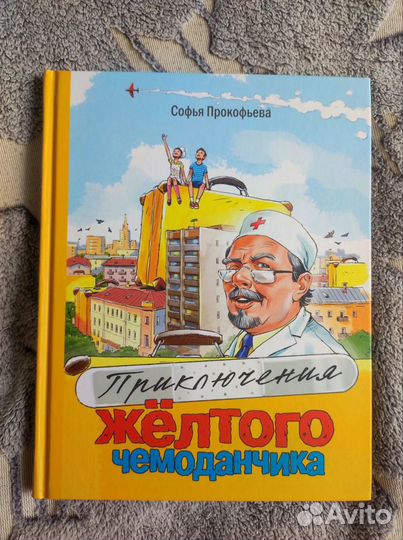 Софья Прокофьева
Приключения
жёлтого
чемоданчика
Avito